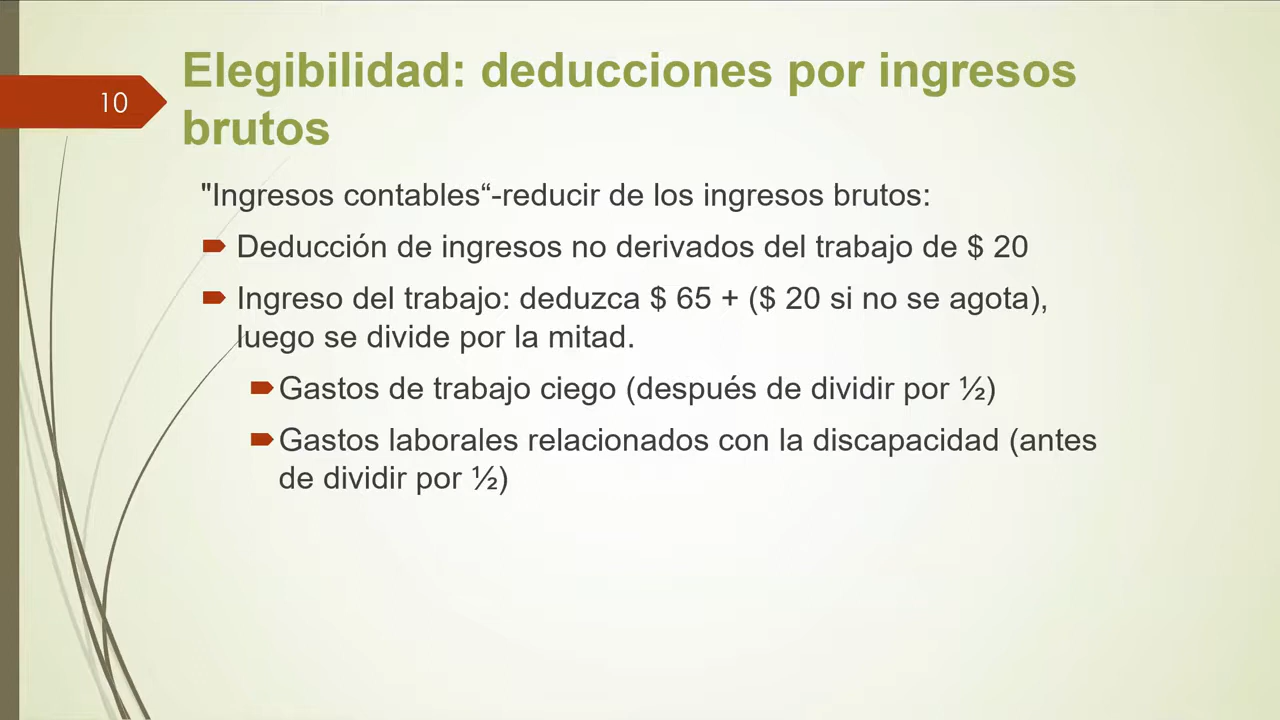 10
Elegibilidad: deducciones por ingresos
brutos
"Ingresos contables“-reducir de los ingresos brutos:
Deducción de ingresos no derivados del trabajo de $ 20
Ingreso del trabajo: deduzca $ 65 + ($ 20 si no se agota),
luego se divide por la mitad.
Gastos de trabajo ciego (después de dividir por ½)
Gastos laborales relacionados con la discapacidad (antes
de dividir por ½)